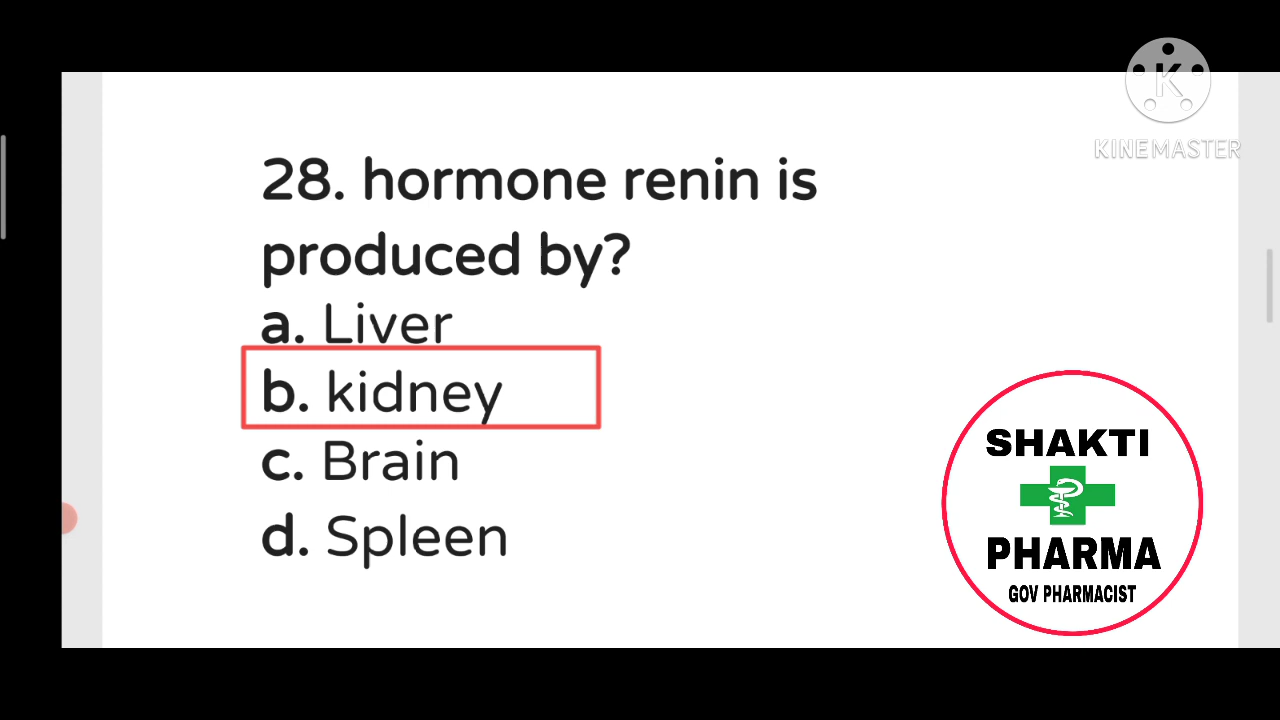 K
KINEMASTER
28. hormone renin is
produced by?
a. Liver
b. kidney
c. Brain
d. Spleen
SHAKTI
PHARMA
GOV PHARMACIST